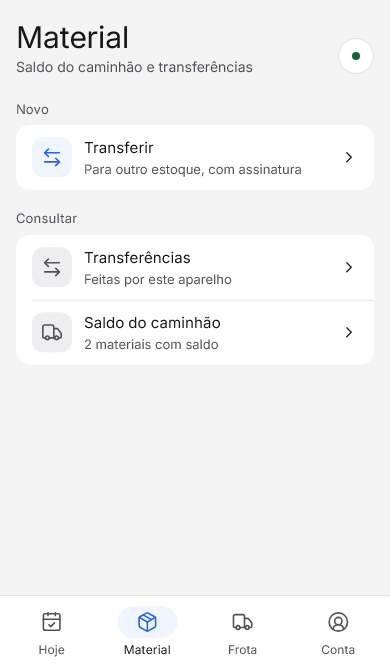 Material
Saldo do caminhão e transferências
Novo
Transferir
Para outro estoque, com assinatura
Consultar
Transferências
Feitas por este aparelho
Saldo do caminhão
2 materiais com saldo
Hoje
Material
Frota
Conta